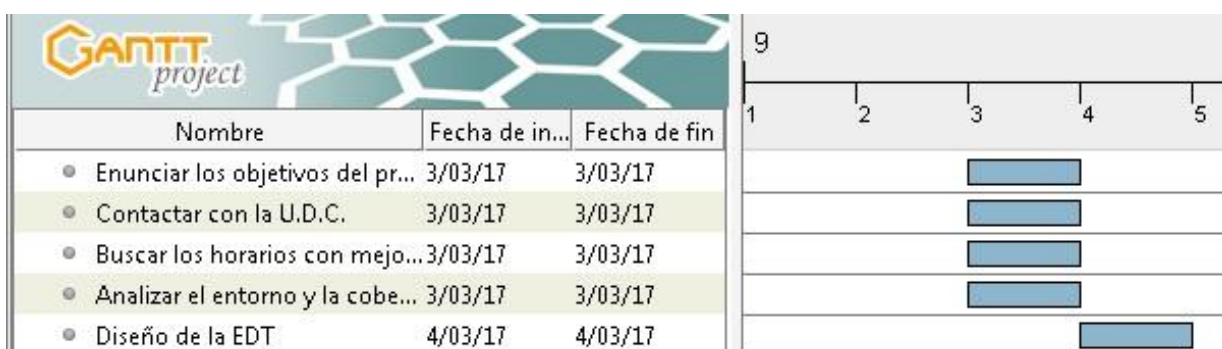 GANTT
project
9
1 2 3 4 5
Nombre Fecha de in... Fecha de fin
Enunciar los objetivos del pr... 3/03/17 3/03/17
Contactar con la U.D.C. 3/03/17 3/03/17
Buscar los horarios con mejo... 3/03/17 3/03/17
Analizar el entorno y la cobe... 3/03/17 3/03/17
Diseño de la EDT 4/03/17 4/03/17